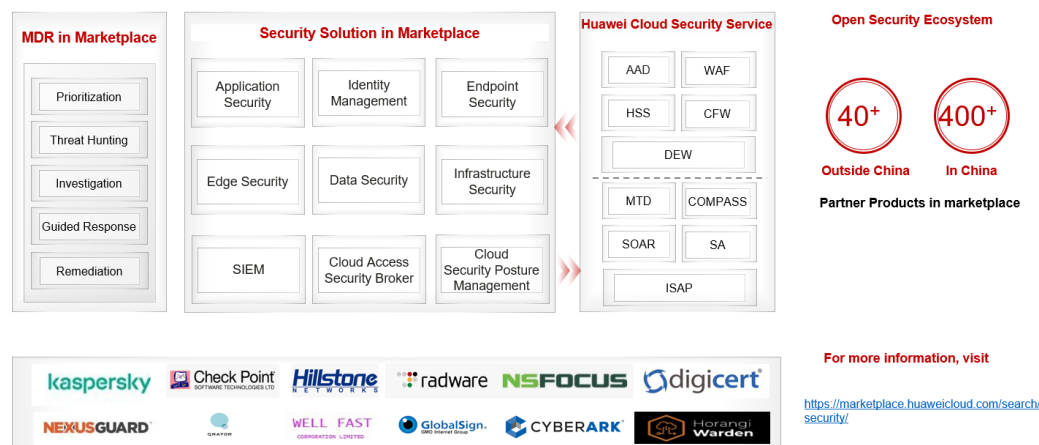 MDR in Marketplace
Prioritization
Threat Hunting
Investigation
Guided Response
Remediation
Security Solution in Marketplace
Application
Security
Identity
Management
Endpoint
Security
Edge Security
Data Security
Infrastructure
Security
SIEM
Cloud Access
Security Broker
Cloud
Security Posture
Management
Huawei Cloud Security Service
AAD
WAF
HSS
CFW
DEW
MTD
COMPASS
SOAR
SA
ISAP
Open Security Ecosystem
40+
400+
Outside China
In China
Partner Products in marketplace
kaspersky
Check Point
SOFTWARE TECHNOLOGIES LTD
Hillstone
NETWORKS
radware
NSFOCUS
digicert
NEXUSGUARD
QRATOR
WELL FAST
CORPORATION LIMITED
GlobalSign.
GMO Internet Group
CYBERARK
Horangi
Warden
For more information, visit
https://marketplace.huaweicloud.com/search/
security/